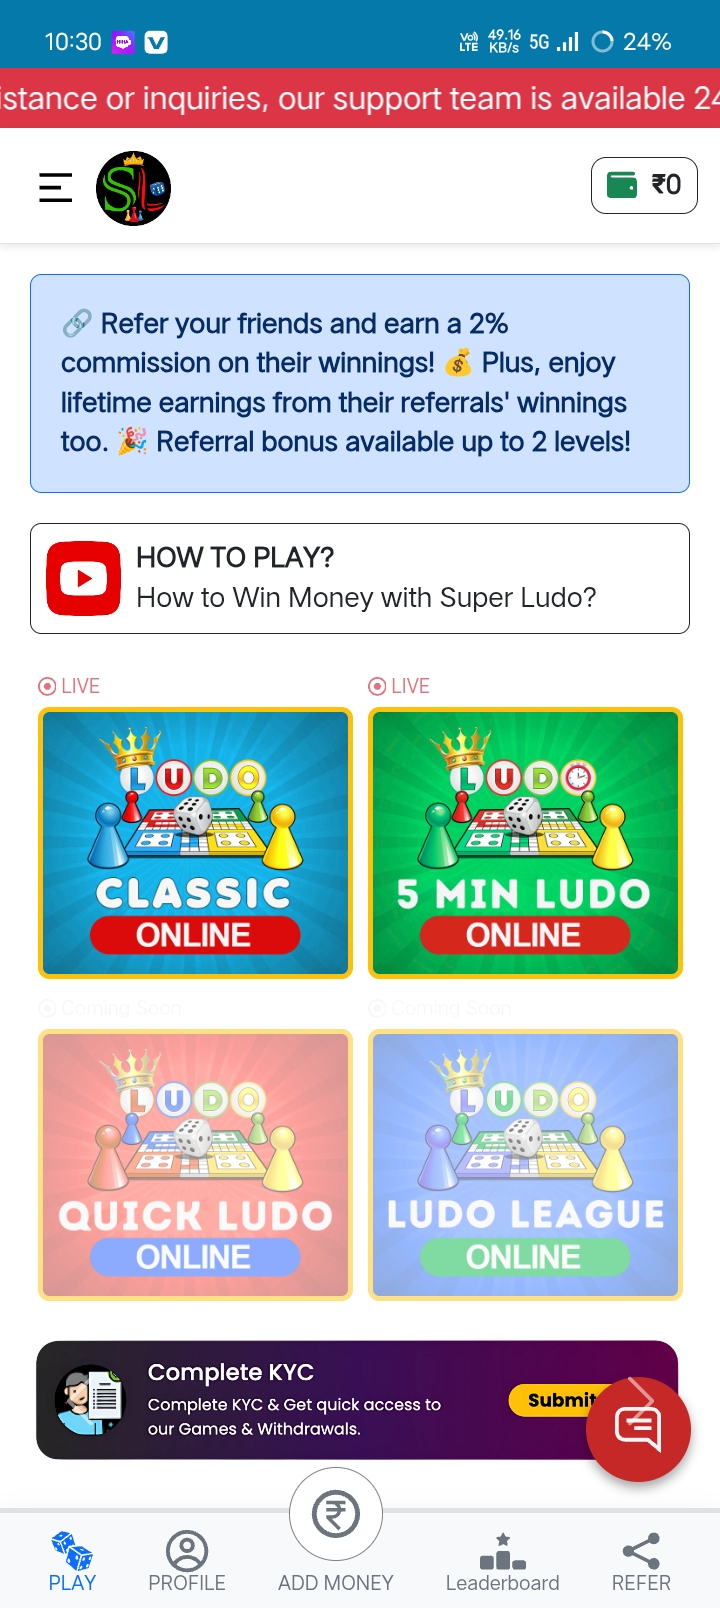 10:30
Vo)) LTE 49.16 KB/s 5G 24%
istance or inquiries, our support team is available 24
SL
₹0
🔗 Refer your friends and earn a 2%
commission on their winnings! 💰 Plus, enjoy
lifetime earnings from their referrals' winnings
too. 🎉 Referral bonus available up to 2 levels!
HOW TO PLAY?
How to Win Money with Super Ludo?
LIVE
LUDO
CLASSIC
ONLINE
LIVE
LUD
5 MIN LUDO
ONLINE
Coming Soon
LUDO
QUICK LUDO
ONLINE
Coming Soon
LUDO
LUDO LEAGUE
ONLINE
Complete KYC
Complete KYC & Get quick access to
our Games & Withdrawals.
Submit
PLAY
PROFILE
₹
ADD MONEY
Leaderboard
REFER